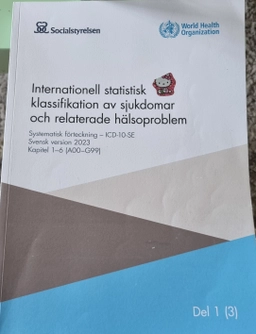 Socialstyrelsen
World Health
Organization
Internationell statistisk
klassifikation av sjukdomar
och relaterade hälsoproblem
Systematisk förteckning – ICD-10-SE
Svensk version 2023
Kapitel 1–6 (A00–G99)
Del 1 (3)